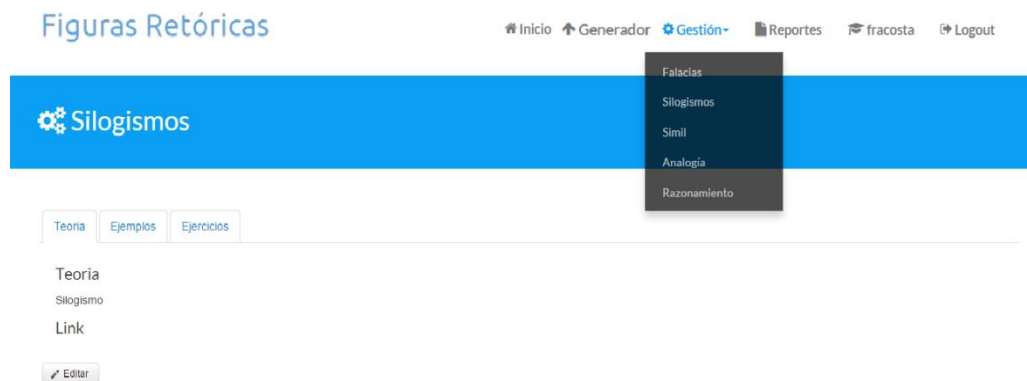 Figuras Retóricas
Inicio Generador Gestión Reportes fracosta Logout
Falacias
Silogismos
Simil
Analogía
Razonamiento
Silogismos
Teoria Ejemplos Ejercicios
Teoria
Silogismo
Link
Editar